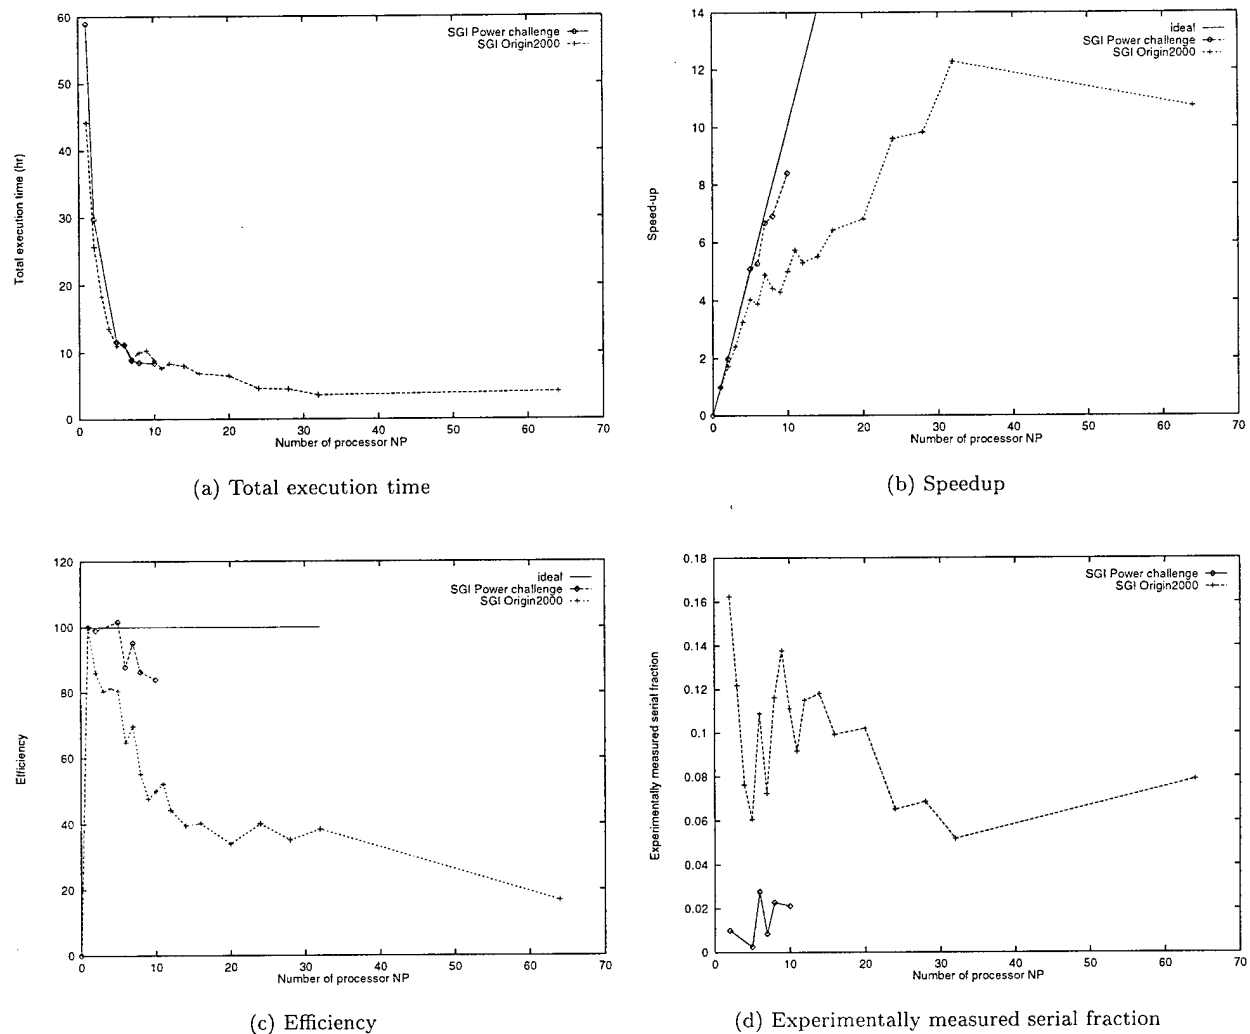 60
50
40
30
20
10
0
Total execution time (hr)
SGI Power challenge
SGI Origin2000
0 10 20 30 40 50 60 70
Number of processor NP
(a) Total execution time
14
12
10
8
6
4
2
0
Speed-up
ideal
SGI Power challenge
SGI Origin2000
0 10 20 30 40 50 60 70
Number of processor NP
(b) Speedup
120
100
80
60
40
20
0
Efficiency
ideal
SGI Power challenge
SGI Origin2000
0 10 20 30 40 50 60 70
Number of processor NP
(c) Efficiency
0.18
0.16
0.14
0.12
0.1
0.08
0.06
0.04
0.02
0
Experimentally measured serial fraction
SGI Power challenge
SGI Origin2000
0 10 20 30 40 50 60 70
Number of processor NP
(d) Experimentally measured serial fraction